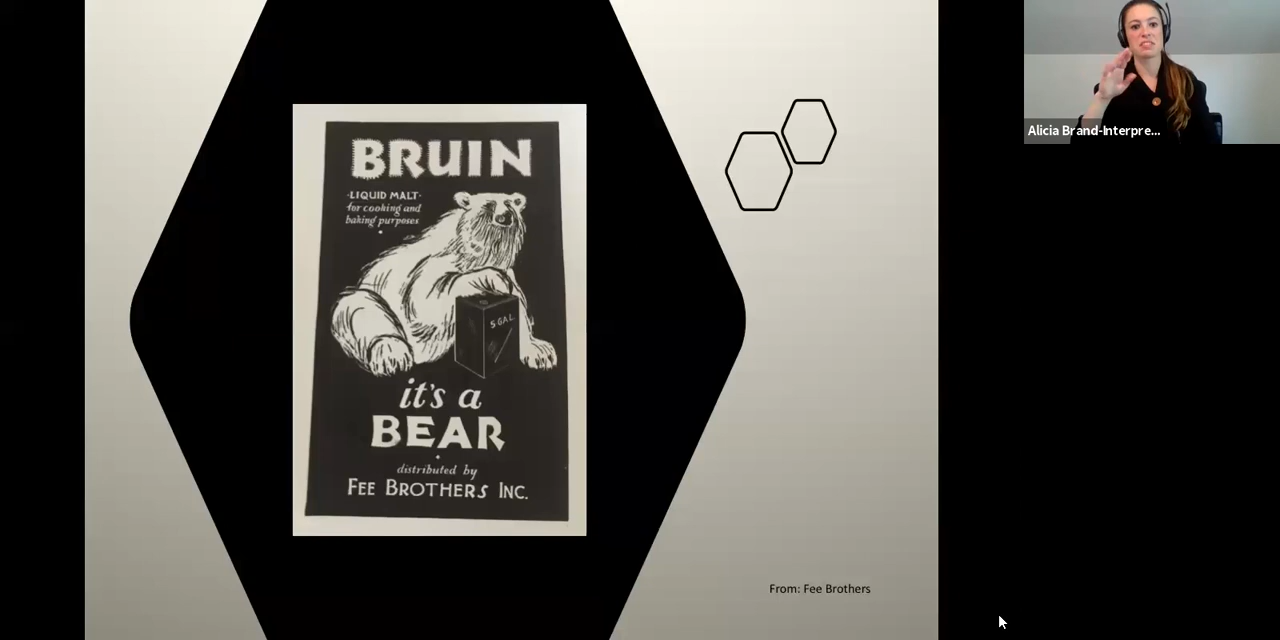 BRUIN
·LIQUID MALT·
for cooking and
baking purposes
5 GAL
it's a
BEAR
distributed by
FEE BROTHERS INC.
From: Fee Brothers
Alicia Brand-Interpre...